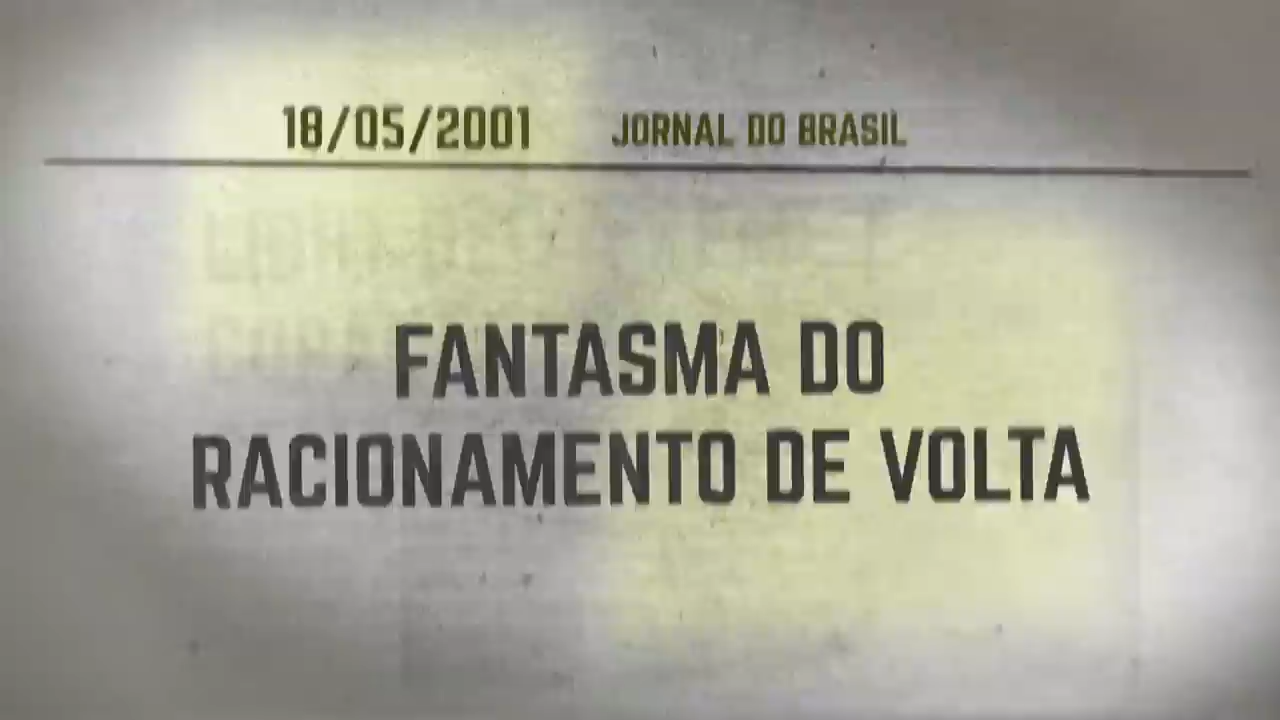 18/05/2001 JORNAL DO BRASIL
FANTASMA DO
RACIONAMENTO DE VOLTA